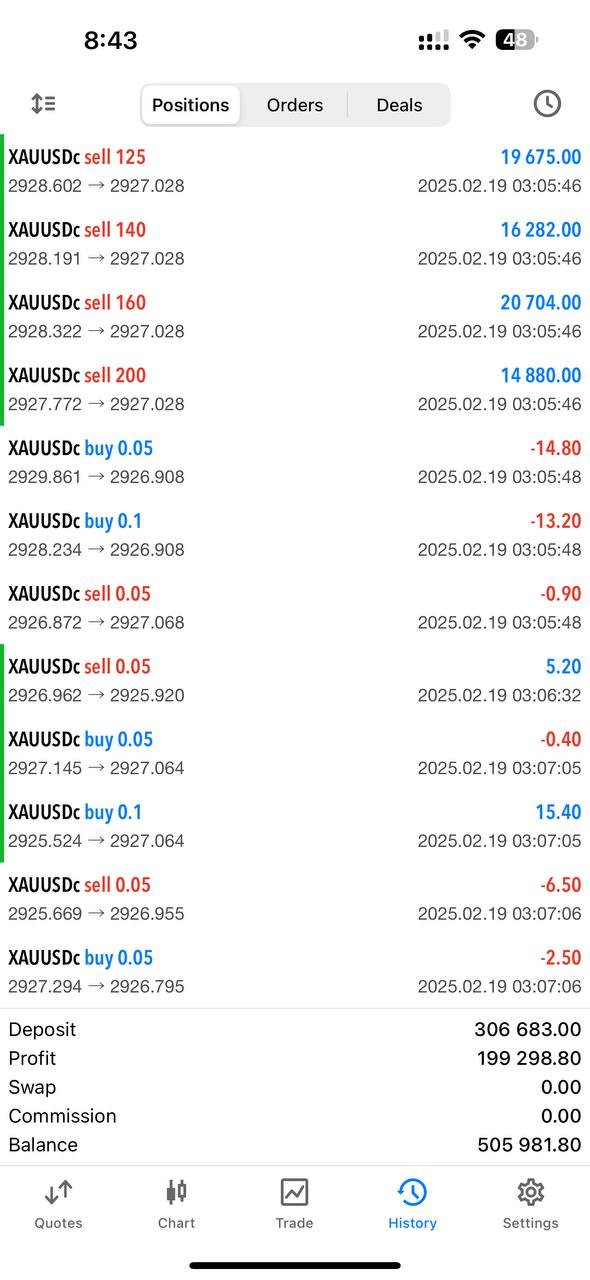 8:43
48
Positions Orders Deals
XAUUSDc sell 125 19 675.00
2928.602 → 2927.028 2025.02.19 03:05:46
XAUUSDc sell 140 16 282.00
2928.191 → 2927.028 2025.02.19 03:05:46
XAUUSDc sell 160 20 704.00
2928.322 → 2927.028 2025.02.19 03:05:46
XAUUSDc sell 200 14 880.00
2927.772 → 2927.028 2025.02.19 03:05:46
XAUUSDc buy 0.05 -14.80
2929.861 → 2926.908 2025.02.19 03:05:48
XAUUSDc buy 0.1 -13.20
2928.234 → 2926.908 2025.02.19 03:05:48
XAUUSDc sell 0.05 -0.90
2926.872 → 2927.068 2025.02.19 03:05:48
XAUUSDc sell 0.05 5.20
2926.962 → 2925.920 2025.02.19 03:06:32
XAUUSDc buy 0.05 -0.40
2927.145 → 2927.064 2025.02.19 03:07:05
XAUUSDc buy 0.1 15.40
2925.524 → 2927.064 2025.02.19 03:07:05
XAUUSDc sell 0.05 -6.50
2925.669 → 2926.955 2025.02.19 03:07:06
XAUUSDc buy 0.05 -2.50
2927.294 → 2926.795 2025.02.19 03:07:06
Deposit 306 683.00
Profit 199 298.80
Swap 0.00
Commission 0.00
Balance 505 981.80
Quotes Chart Trade History Settings